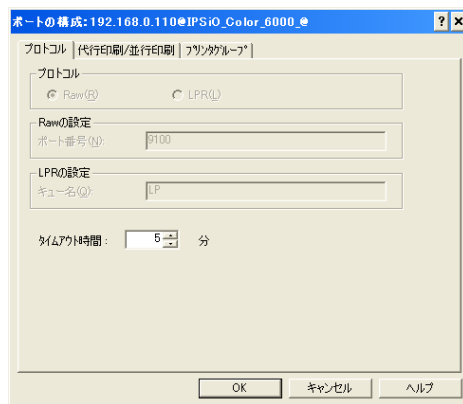 ポートの構成:192.168.0.110@IPSiO_Color_6000_@
プロトコル 代行印刷/並行印刷 プリンタグループ
プロトコル
Raw(R) LPR(L)
Rawの設定
ポート番号(N): 9100
LPRの設定
キュー名(Q): LP
タイムアウト時間: 5 分
OK キャンセル ヘルプ